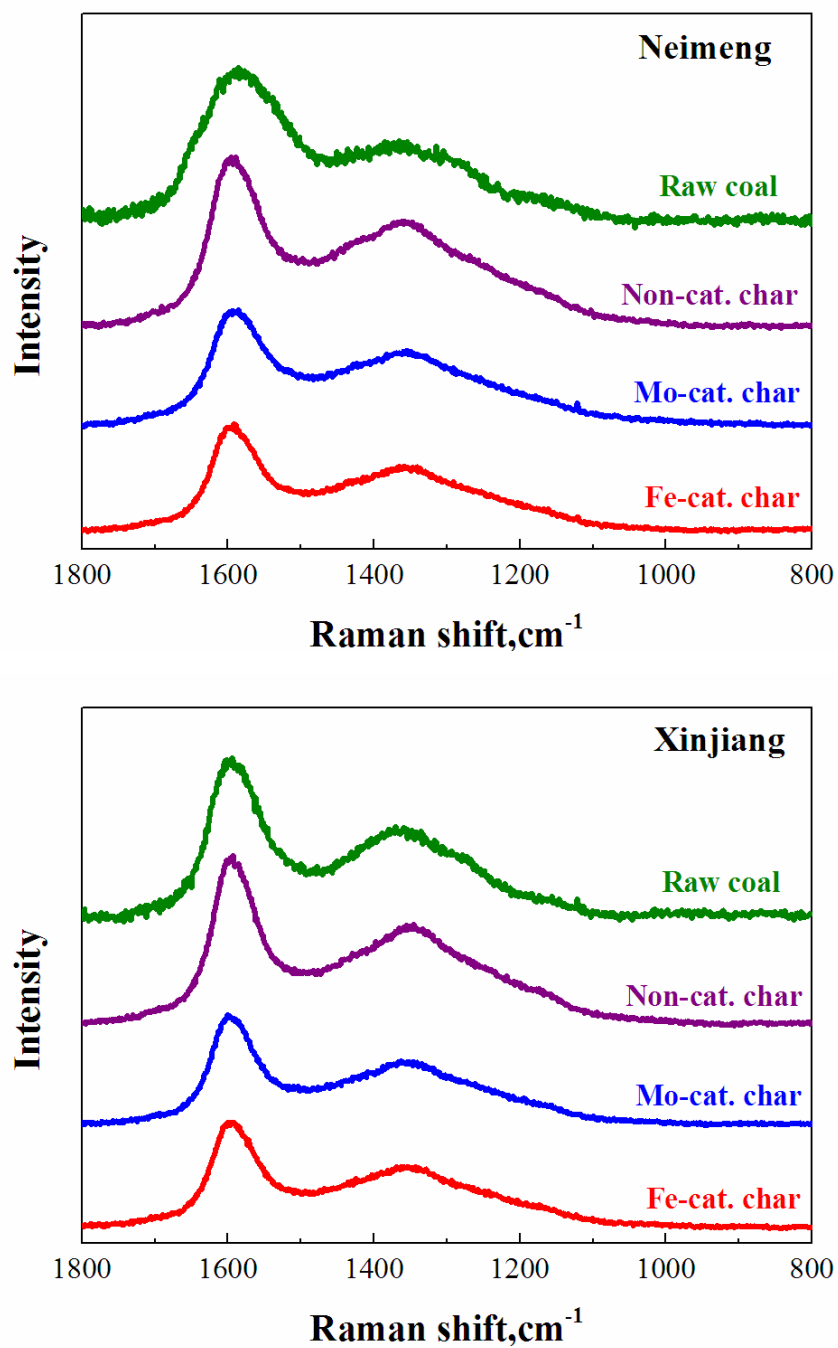 Neimeng
Raw coal
Non-cat. char
Mo-cat. char
Fe-cat. char
Intensity
1800 1600 1400 1200 1000 800
Raman shift,cm-1
Xinjiang
Raw coal
Non-cat. char
Mo-cat. char
Fe-cat. char
Intensity
1800 1600 1400 1200 1000 800
Raman shift,cm-1